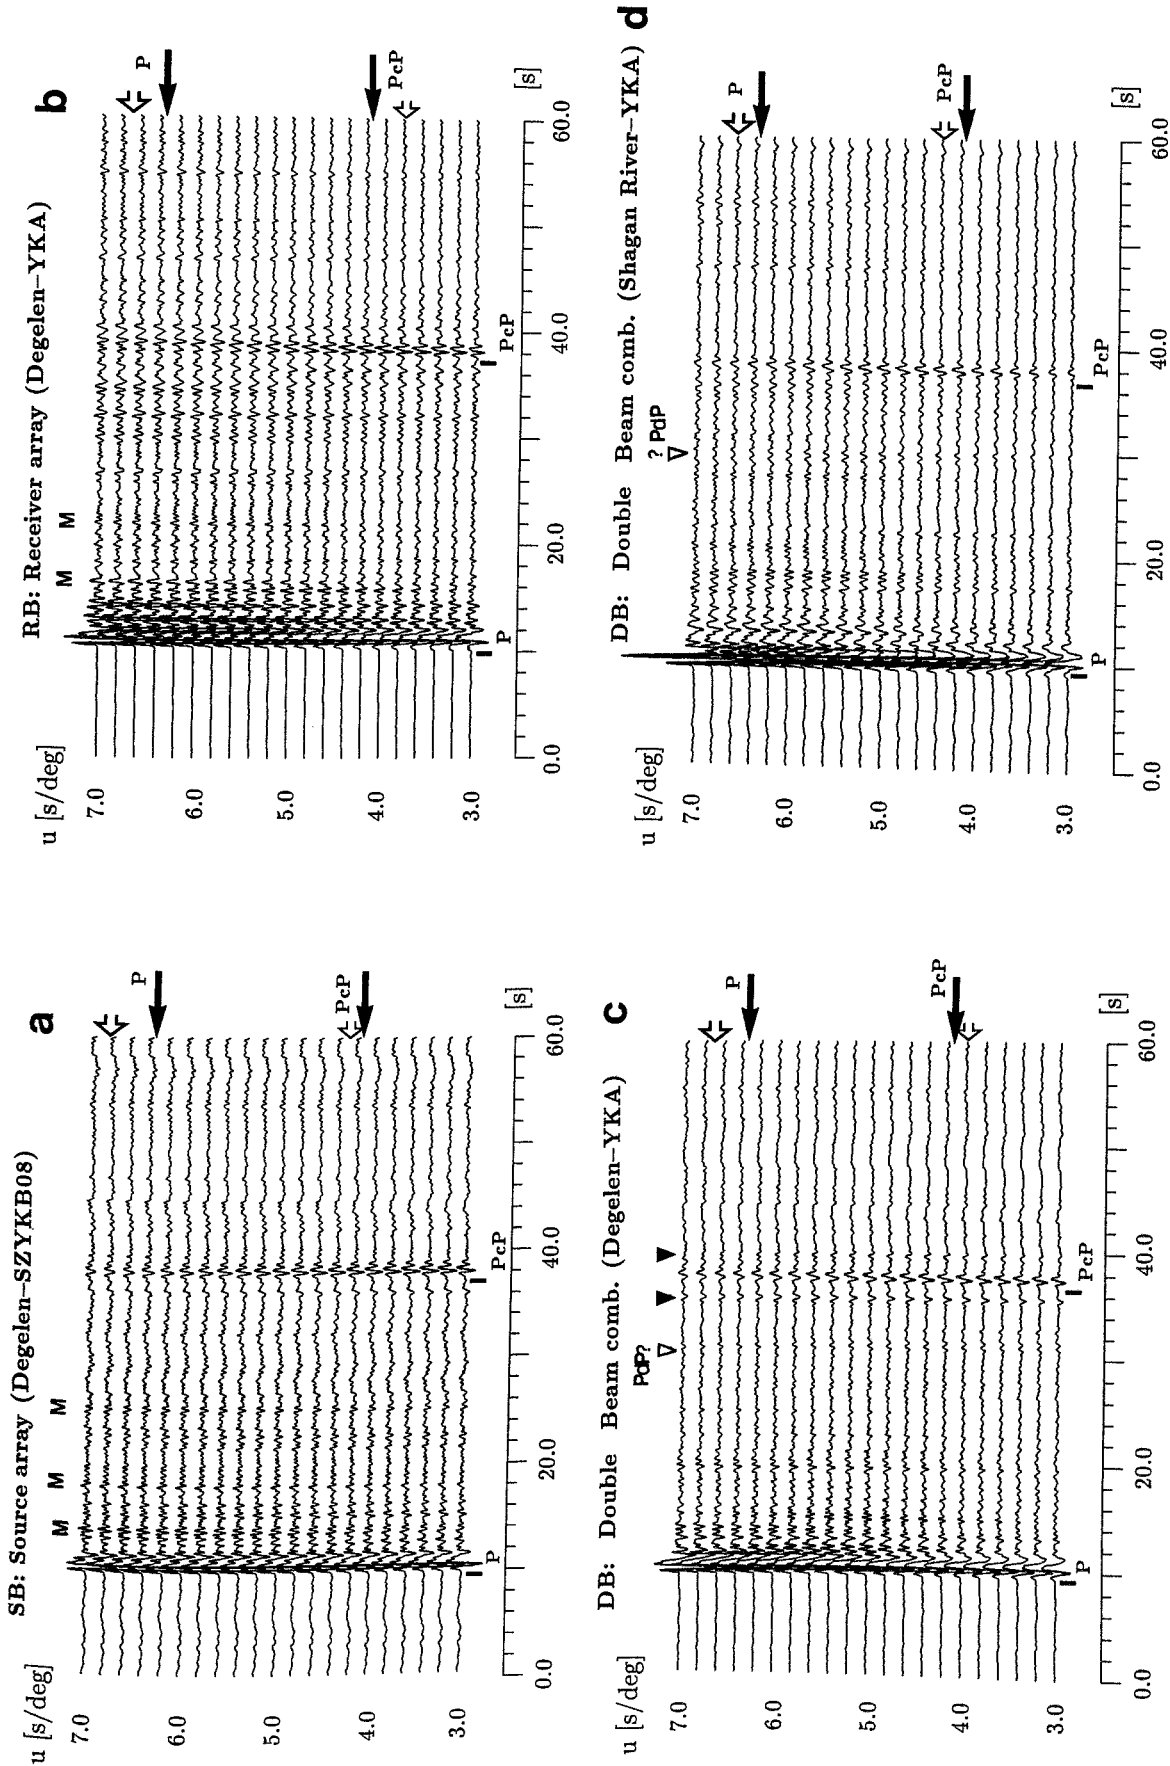 a
SB: Source array (Degelen–SZYKB08)
u [s/deg]
M M M
7.0
6.0
5.0
4.0
3.0
P
PcP
P
PcP
0.0 20.0 40.0 60.0
[s]
b
RB: Receiver array (Degelen–YKA)
u [s/deg]
M M
7.0
6.0
5.0
4.0
3.0
P
PcP
P
PcP
0.0 20.0 40.0 60.0
[s]
c
DB: Double Beam comb. (Degelen–YKA)
u [s/deg]
PdP?
7.0
6.0
5.0
4.0
3.0
P
PcP
P
PcP
0.0 20.0 40.0 60.0
[s]
d
DB: Double Beam comb. (Shagan River–YKA)
u [s/deg]
? PdP
7.0
6.0
5.0
4.0
3.0
P
PcP
P
PcP
0.0 20.0 40.0 60.0
[s]